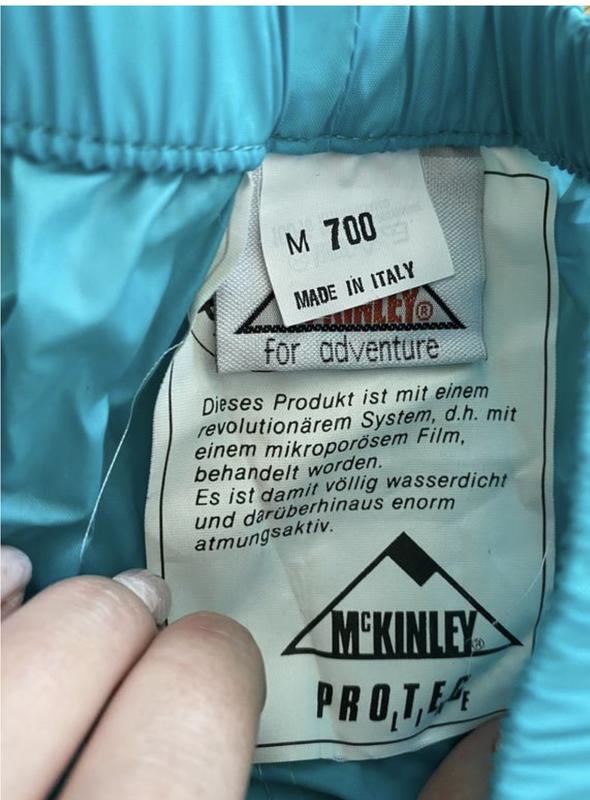 M 700
MADE IN ITALY
KINLEY®
for adventure
Dieses Produkt ist mit einem
revolutionärem System, d.h. mit
einem mikroporösem Film,
behandelt worden.
Es ist damit völlig wasserdicht
und darüberhinaus enorm
atmungsaktiv.
McKINLEY®